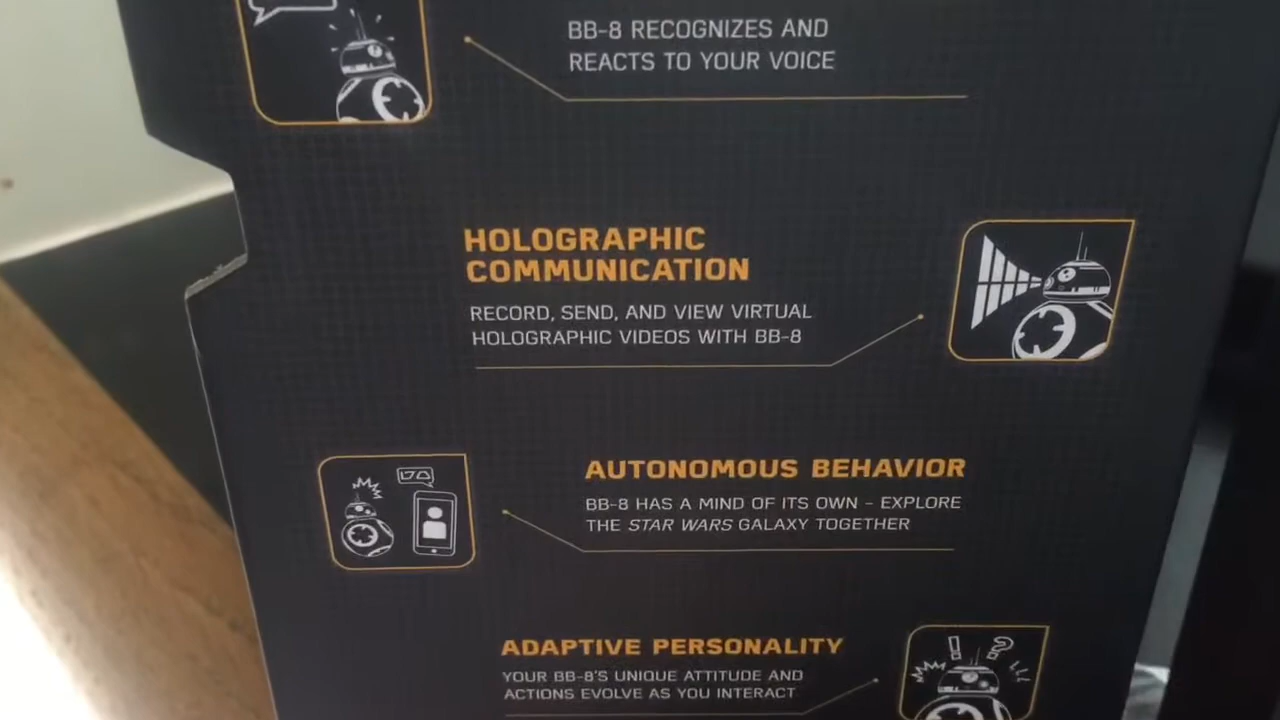 BB-8 RECOGNIZES AND
REACTS TO YOUR VOICE
HOLOGRAPHIC
COMMUNICATION
RECORD, SEND, AND VIEW VIRTUAL
HOLOGRAPHIC VIDEOS WITH BB-8
AUTONOMOUS BEHAVIOR
BB-8 HAS A MIND OF ITS OWN – EXPLORE
THE STAR WARS GALAXY TOGETHER
ADAPTIVE PERSONALITY
! ?
YOUR BB-8'S UNIQUE ATTITUDE AND
ACTIONS EVOLVE AS YOU INTERACT